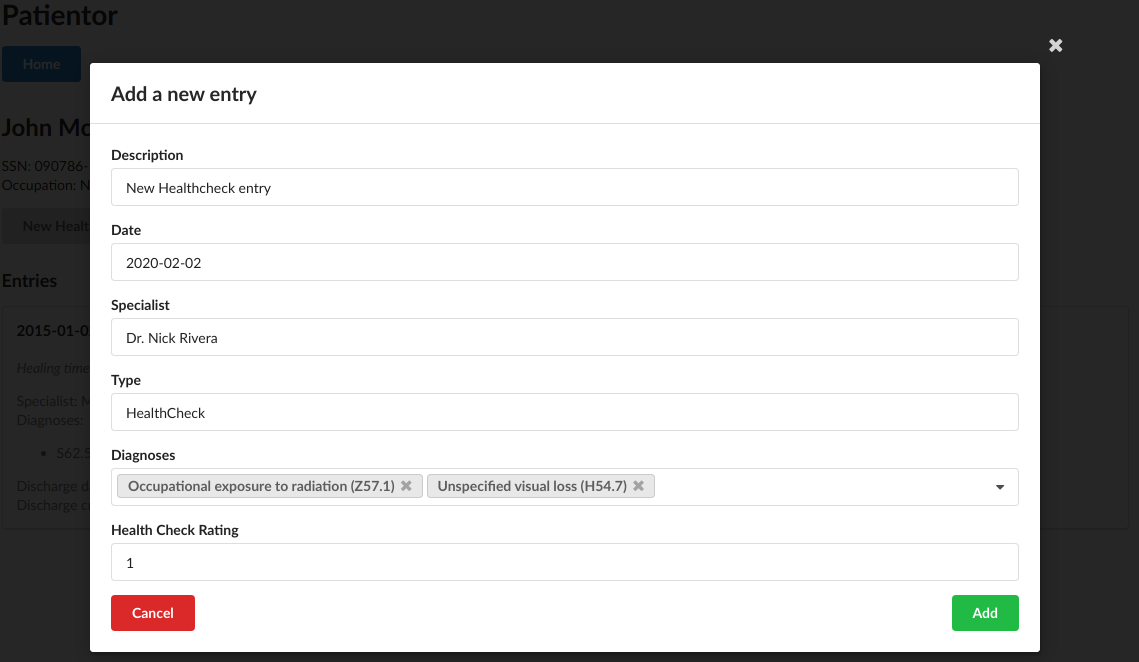 Patientor
Home
Add a new entry
John Mc
SSN: 090786-
Occupation: N
New Healt
Entries
2015-01-0
Healing time
Specialist: M
Diagnoses:
S62.5
Discharge d
Discharge c
Description
New Healthcheck entry
Date
2020-02-02
Specialist
Dr. Nick Rivera
Type
HealthCheck
Diagnoses
Occupational exposure to radiation (Z57.1) Unspecified visual loss (H54.7)
Health Check Rating
1
Cancel Add